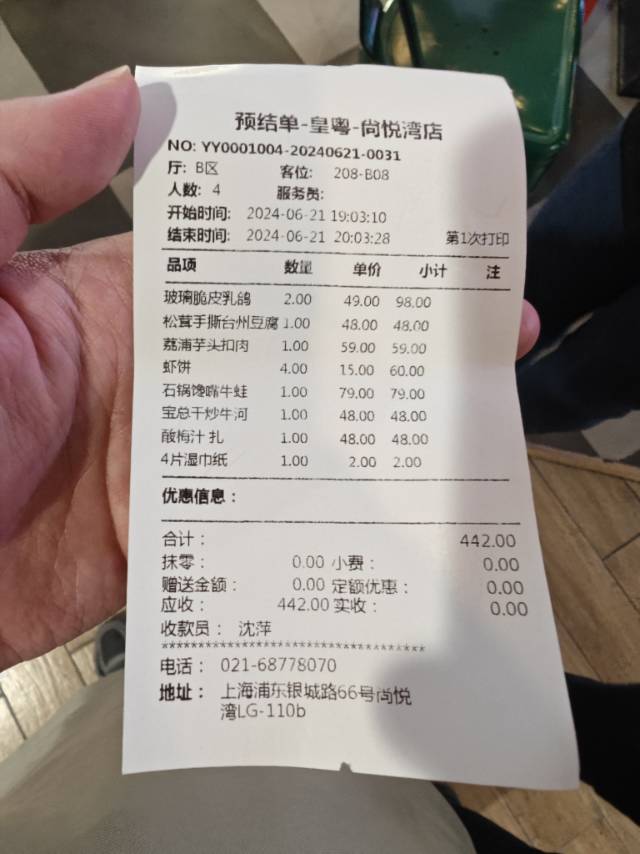 预结单-皇粤-尚悦湾店
NO: YY0001004-20240621-0031
厅: B区 客位: 208-B08
人数: 4 服务员:
开始时间: 2024-06-21 19:03:10
结束时间: 2024-06-21 20:03:28 第1次打印
品项 数量 单价 小计 注
玻璃脆皮乳鸽 2.00 49.00 98.00
松茸手撕台州豆腐 1.00 48.00 48.00
荔浦芋头扣肉 1.00 59.00 59.00
虾饼 4.00 15.00 60.00
石锅馋嘴牛蛙 1.00 79.00 79.00
宝总干炒牛河 1.00 48.00 48.00
酸梅汁 扎 1.00 48.00 48.00
4片湿巾纸 1.00 2.00 2.00
优惠信息：
合计： 442.00
抹零： 0.00 小费： 0.00
赠送金额： 0.00 定额优惠： 0.00
应收： 442.00 实收： 0.00
收款员： 沈萍
电话： 021-68778070
地址： 上海浦东银城路66号尚悦
湾LG-110b